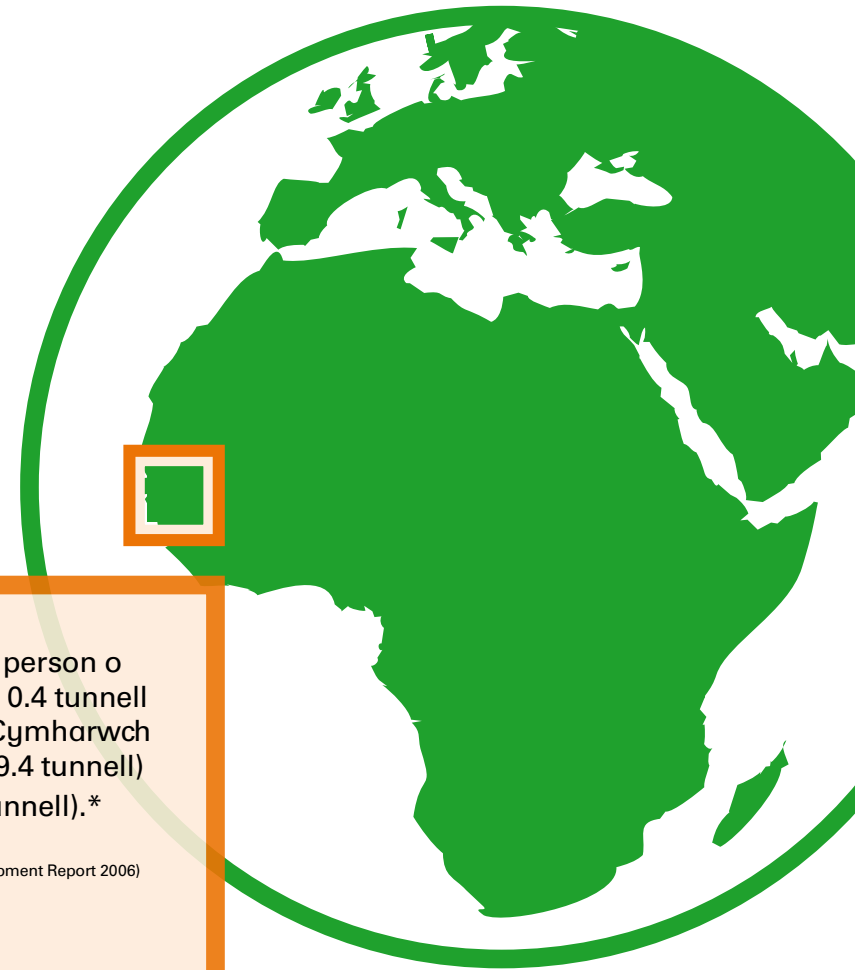 person o
0.4 tunnell
Cymharwch
9.4 tunnell)
nnell).*
pment Report 2006)